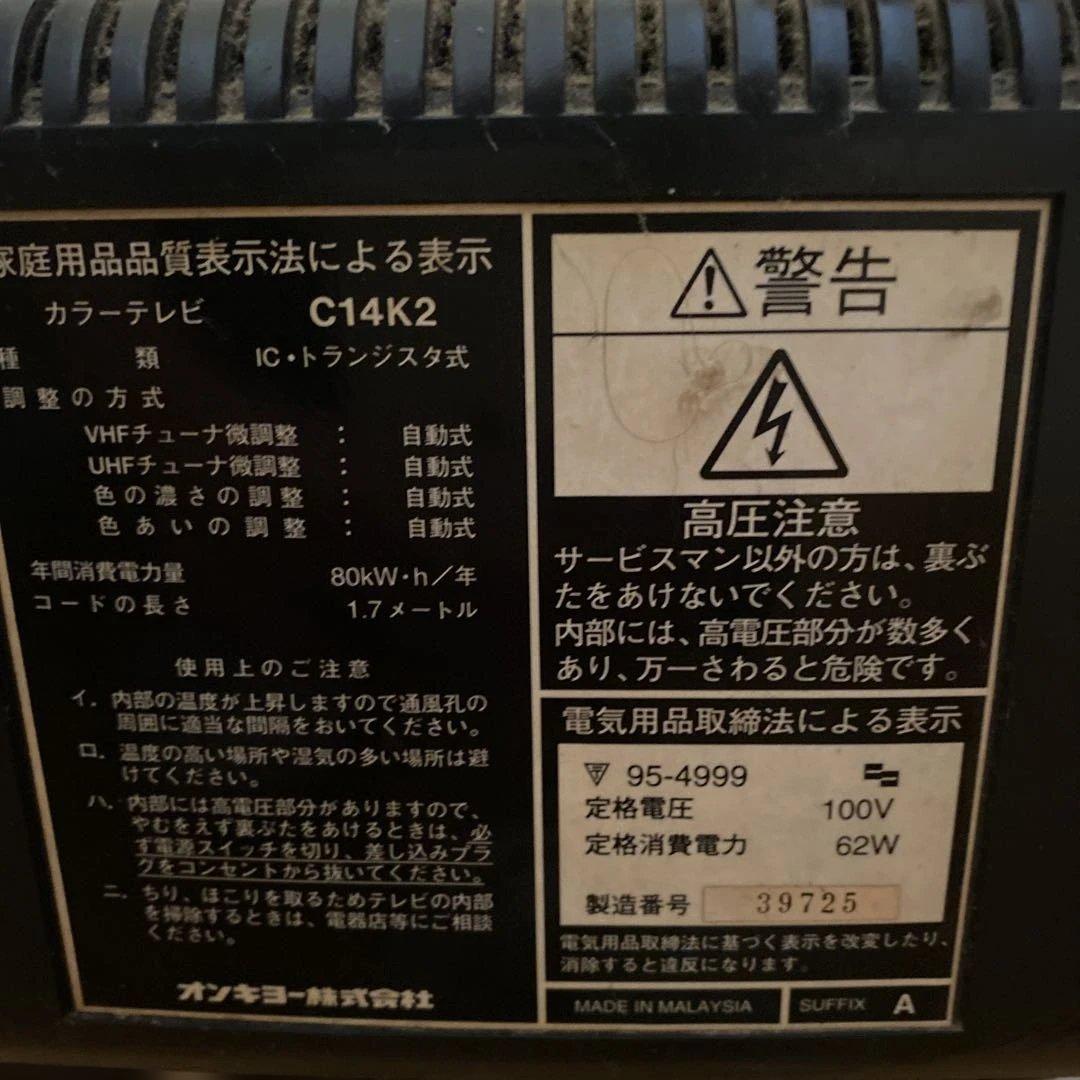 家庭用品品質表示法による表示
カラーテレビ C14K2
種 類 IC・トランジスタ式
調整の方式
VHFチューナ微調整 : 自動式
UHFチューナ微調整 : 自動式
色の濃さの調整 : 自動式
色あいの調整 : 自動式
年間消費電力量 80kW・h/年
コードの長さ 1.7メートル
使用上のご注意
イ. 内部の温度が上昇しますので通風孔の
周囲に適当な間隔をおいてください。
ロ. 温度の高い場所や湿気の多い場所は避
けてください。
ハ. 内部には高電圧部分がありますので、
やむをえず裏ぶたをあけるときは、必
ず電源スイッチを切り、差し込みプラ
グをコンセントから抜いてください。
ニ. ちり、ほこりを取るためテレビの内部
を掃除するときは、電器店等にご相談
ください。
オンキヨー株式会社
警告
高圧注意
サービスマン以外の方は、裏ぶ
たをあけないでください。
内部には、高電圧部分が数多く
あり、万一さわると危険です。
電気用品取締法による表示
95-4999
定格電圧 100V
定格消費電力 62W
製造番号 39725
電気用品取締法に基づく表示を改変したり、
消除すると違反になります。
MADE IN MALAYSIA
SUFFIX A